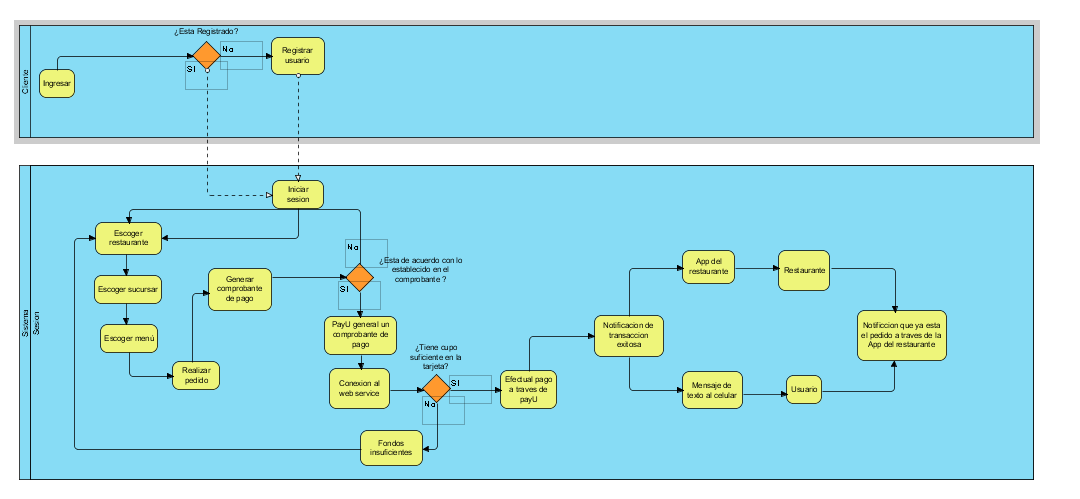 ¿Esta Registrado?
No
SI
Registrar
usuario
Ingresar
Cliente
Iniciar
sesion
Escoger
restaurante
No
¿Esta de acuerdo con lo
establecido en el
comprobante ?
SI
Generar
comprobante
de pago
Escoger sucursar
Escoger menú
Realizar
pedido
PayU general un
comprobante de
pago
¿Tiene cupo
suficiente en la
tarjeta?
SI
No
Conexion al
web service
Efectual pago
a traves de
payU
Fondos
insuficientes
Notificacion de
transaccion
exitosa
App del
restaurante
Restaurante
Notificcion que ya esta
el pedido a traves de la
App del restaurante
Mensaje de
texto al celular
Usuario
Sistema
Sesion